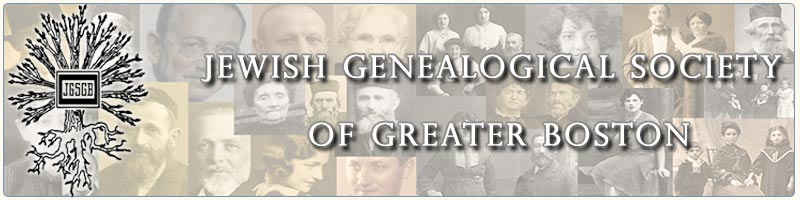 JGSGB
JEWISH GENEALOGICAL SOCIETY
OF GREATER BOSTON